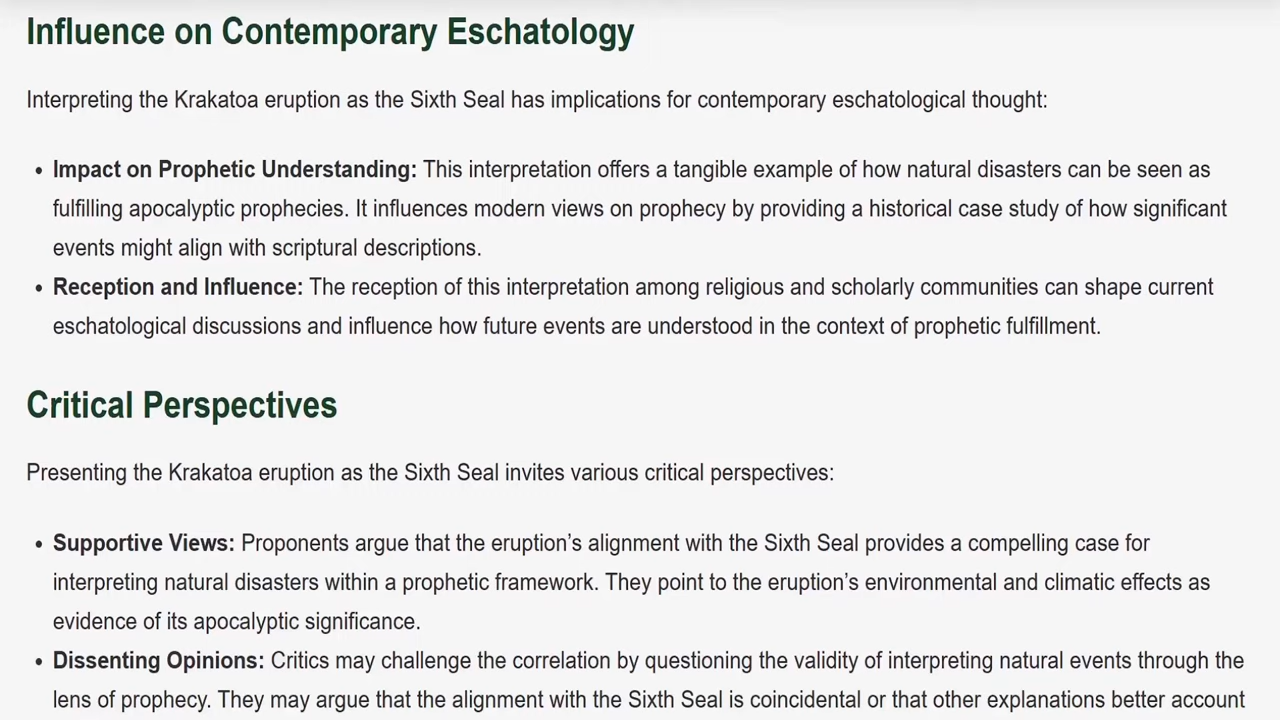 Influence on Contemporary Eschatology
Interpreting the Krakatoa eruption as the Sixth Seal has implications for contemporary eschatological thought:
• Impact on Prophetic Understanding: This interpretation offers a tangible example of how natural disasters can be seen as
fulfilling apocalyptic prophecies. It influences modern views on prophecy by providing a historical case study of how significant
events might align with scriptural descriptions.
• Reception and Influence: The reception of this interpretation among religious and scholarly communities can shape current
eschatological discussions and influence how future events are understood in the context of prophetic fulfillment.
Critical Perspectives
Presenting the Krakatoa eruption as the Sixth Seal invites various critical perspectives:
• Supportive Views: Proponents argue that the eruption’s alignment with the Sixth Seal provides a compelling case for
interpreting natural disasters within a prophetic framework. They point to the eruption’s environmental and climatic effects as
evidence of its apocalyptic significance.
• Dissenting Opinions: Critics may challenge the correlation by questioning the validity of interpreting natural events through the
lens of prophecy. They may argue that the alignment with the Sixth Seal is coincidental or that other explanations better account